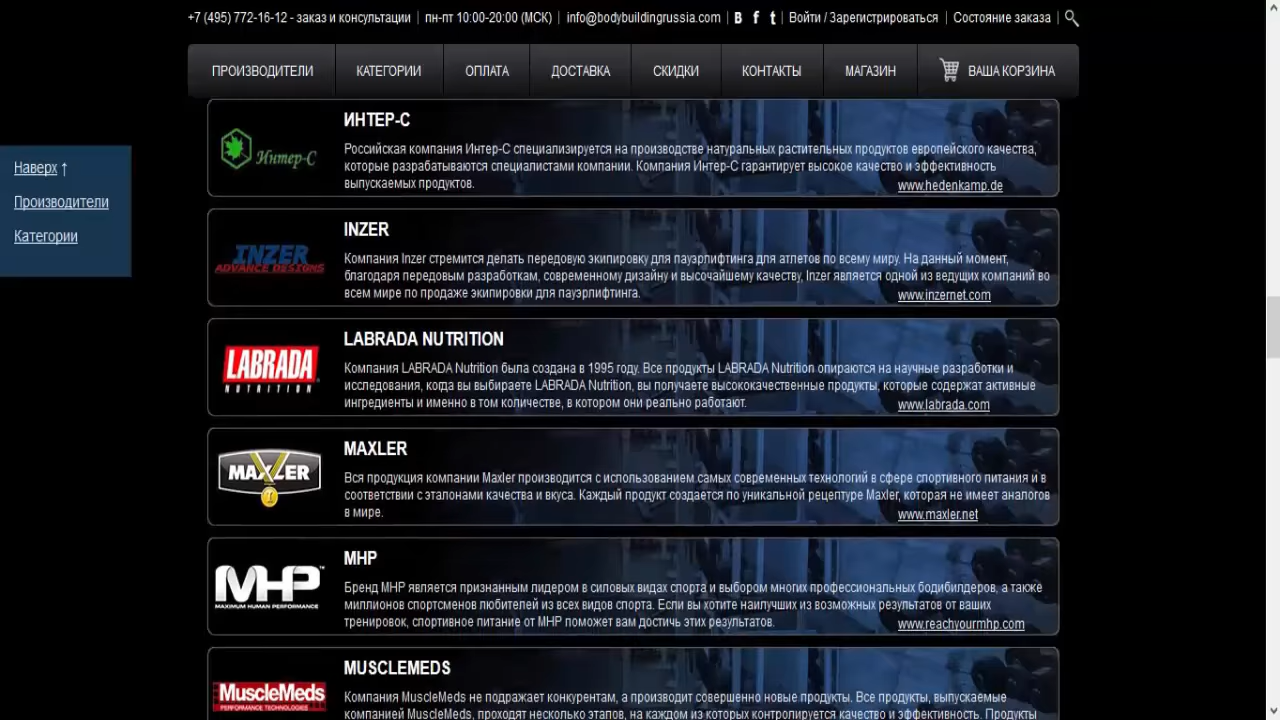 +7 (495) 772-16-12 - заказ и консультации | пн-пт 10:00-20:00 (МСК) | info@bodybuildingrussia.com | B f t | Войти / Зарегистрироваться | Состояние заказа |
ПРОИЗВОДИТЕЛИ КАТЕГОРИИ ОПЛАТА ДОСТАВКА СКИДКИ КОНТАКТЫ МАГАЗИН ВАША КОРЗИНА
Наверх ↑
Производители
Категории
Интер-С
ИНТЕР-С
Российская компания Интер-С специализируется на производстве натуральных растительных продуктов европейского качества,
которые разрабатываются специалистами компании. Компания Интер-С гарантирует высокое качество и эффективность
выпускаемых продуктов.
www.hedenkamp.de
INZER
ADVANCE DESIGNS
INZER
Компания Inzer стремится делать передовую экипировку для пауэрлифтинга для атлетов по всему миру. На данный момент,
благодаря передовым разработкам, современному дизайну и высочайшему качеству, Inzer является одной из ведущих компаний во
всем мире по продаже экипировки для пауэрлифтинга.
www.inzernet.com
LABRADA
NUTRITION
LABRADA NUTRITION
Компания LABRADA Nutrition была создана в 1995 году. Все продукты LABRADA Nutrition опираются на научные разработки и
исследования, когда вы выбираете LABRADA Nutrition, вы получаете высококачественные продукты, которые содержат активные
ингредиенты и именно в том количестве, в котором они реально работают.
www.labrada.com
MAXLER
MAXLER
Вся продукция компании Maxler производится с использованием самых современных технологий в сфере спортивного питания и в
соответствии с эталонами качества и вкуса. Каждый продукт создается по уникальной рецептуре Maxler, которая не имеет аналогов
в мире.
www.maxler.net
MHP™
MAXIMUM HUMAN PERFORMANCE
MHP
Бренд MHP является признанным лидером в силовых видах спорта и выбором многих профессиональных бодибилдеров, а также
миллионов спортсменов любителей из всех видов спорта. Если вы хотите наилучших из возможных результатов от ваших
тренировок, спортивное питание от MHP поможет вам достичь этих результатов.
www.reachyourmhp.com
MuscleMeds
PERFORMANCE TECHNOLOGIES
MUSCLEMEDS
Компания MuscleMeds не подражает конкурентам, а производит совершенно новые продукты. Все продукты, выпускаемые
компанией MuscleMeds, проходят несколько этапов, на каждом из которых контролируется качество и эффективность. Продукты